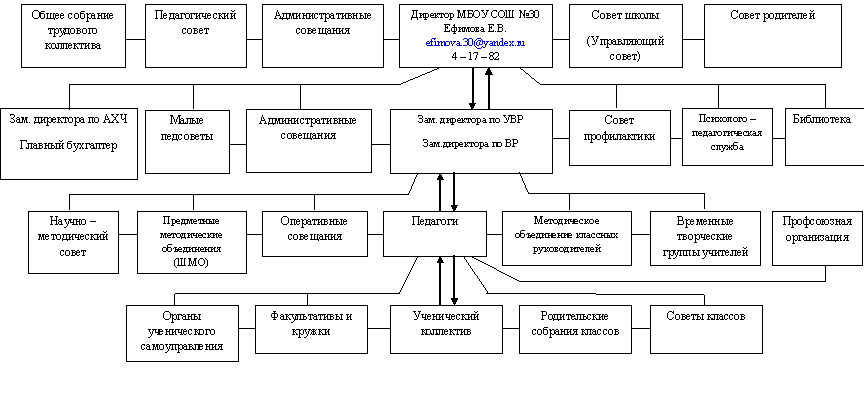 Общее собрание
трудового
коллектива
Педагогический
совет
Административные
совещания
Директор МБОУ СОШ №30
Ефимова Е.В.
efimova.30@yandex.ru
4 – 17 – 82
Совет школы
(Управляющий
совет)
Совет родителей
Зам. директора по АХЧ
Главный бухгалтер
Малые
педсоветы
Административные
совещания
Зам. директора по УВР
Зам.директора по ВР
Совет
профилактики
Психолого –
педагогическая
служба
Библиотека
Научно –
методический
совет
Предметные
методические
объединения
(ШМО)
Оперативные
совещания
Педагоги
Методическое
объединение классных
руководителей
Временные
творческие
группы учителей
Профсоюзная
организация
Органы
ученического
самоуправления
Факультативы и
кружки
Ученический
коллектив
Родительские
собрания классов
Советы классов